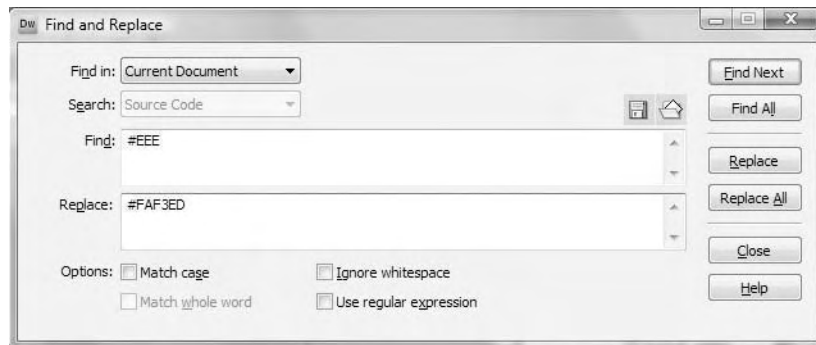 Dw Find and Replace
Find in: Current Document
Find Next
Search: Source Code
Find All
Find: #EEE
Replace
Replace: #FAF3ED
Replace All
Close
Options: Match case
Ignore whitespace
Help
Match whole word
Use regular expression